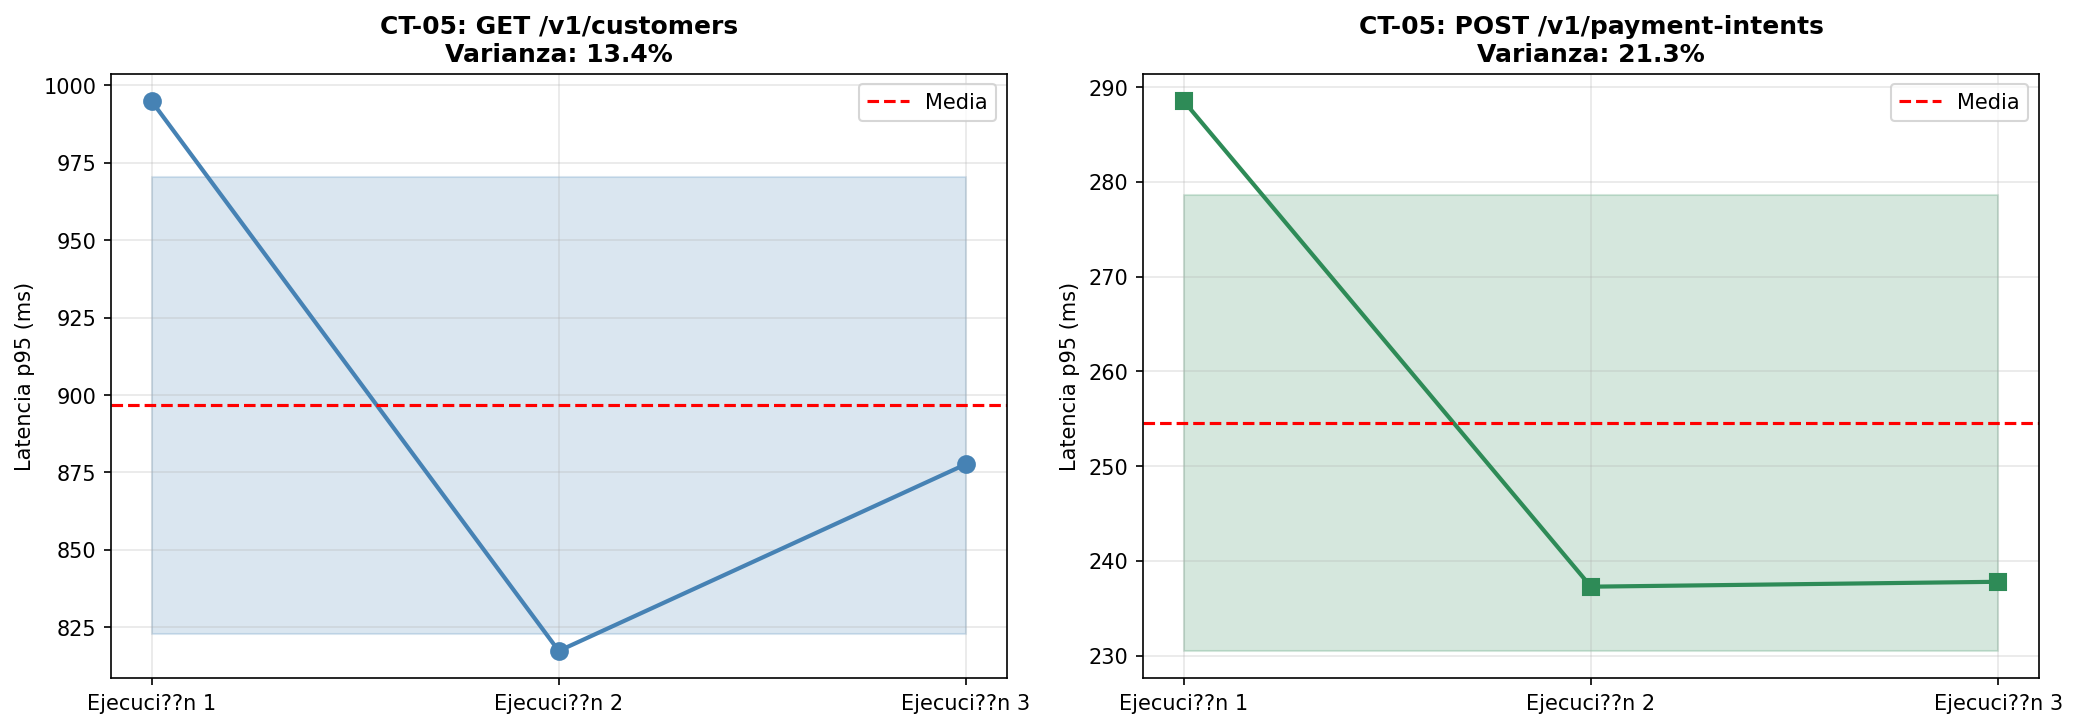 CT-05: GET /v1/customers
Varianza: 13.4%
Media
Latencia p95 (ms)
1000
975
950
925
900
875
850
825
Ejecuci??n 1
Ejecuci??n 2
Ejecuci??n 3
CT-05: POST /v1/payment-intents
Varianza: 21.3%
Media
Latencia p95 (ms)
290
280
270
260
250
240
230
Ejecuci??n 1
Ejecuci??n 2
Ejecuci??n 3